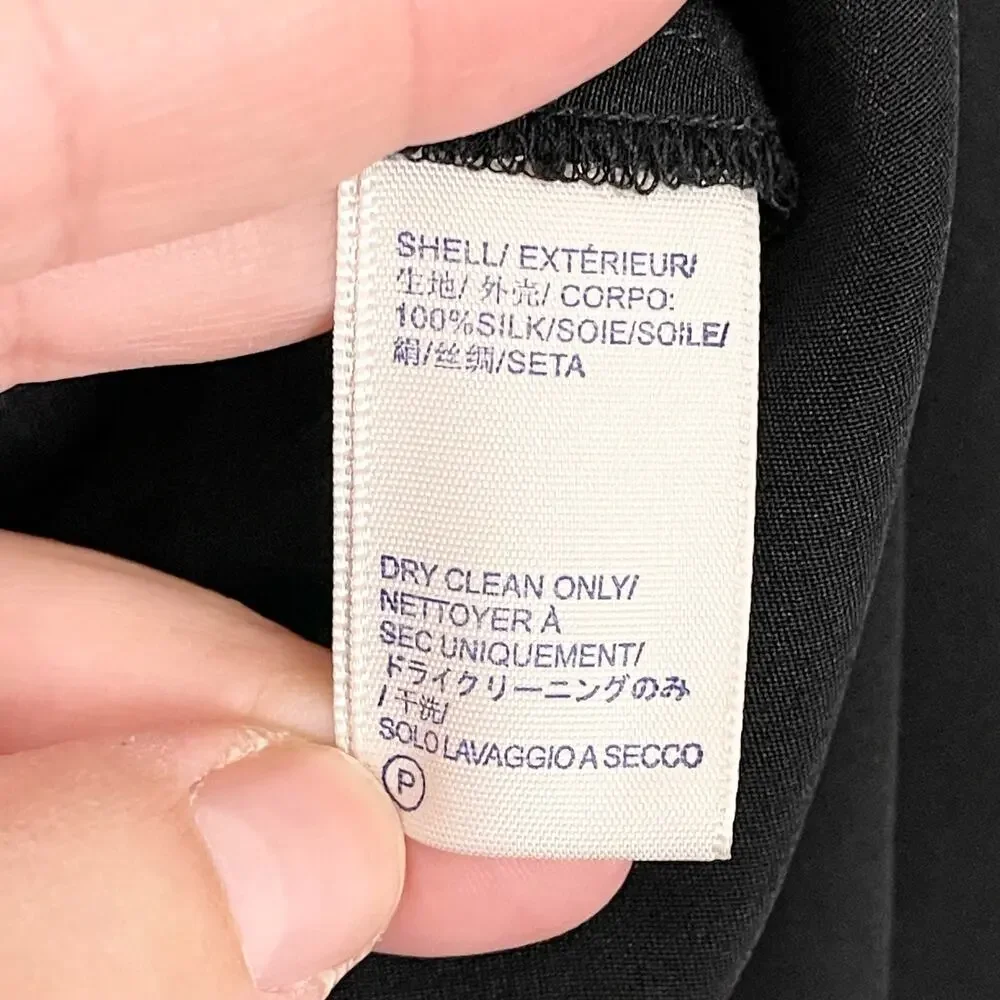 SHELL/ EXTÉRIEUR/
生地/ 外壳/ CORPO:
100%SILK/SOIE/SOILE/
絹/丝绸/SETA
DRY CLEAN ONLY/
NETTOYER À
SEC UNIQUEMENT/
ドライクリーニングのみ
/ 干洗/
SOLO LAVAGGIO A SECCO
P